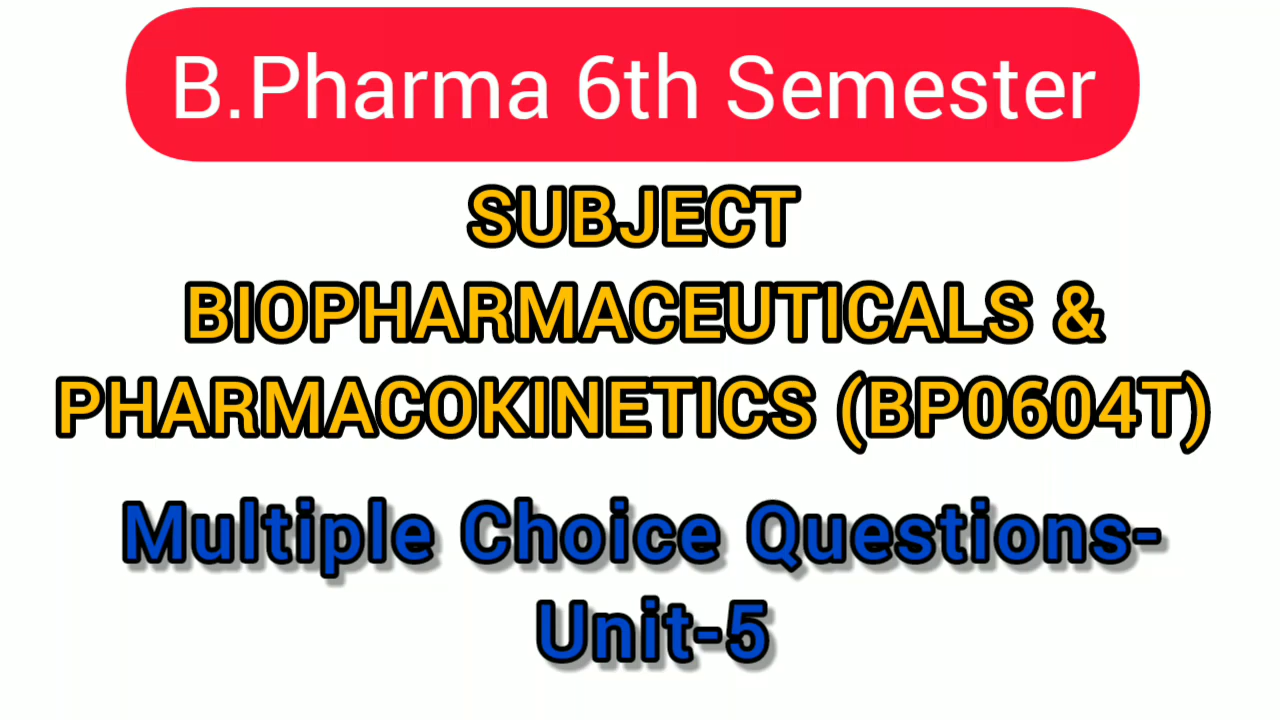 B.Pharma 6th Semester
SUBJECT
BIOPHARMACEUTICALS &
PHARMACOKINETICS (BP0604T)
Multiple Choice Questions-
Unit-5